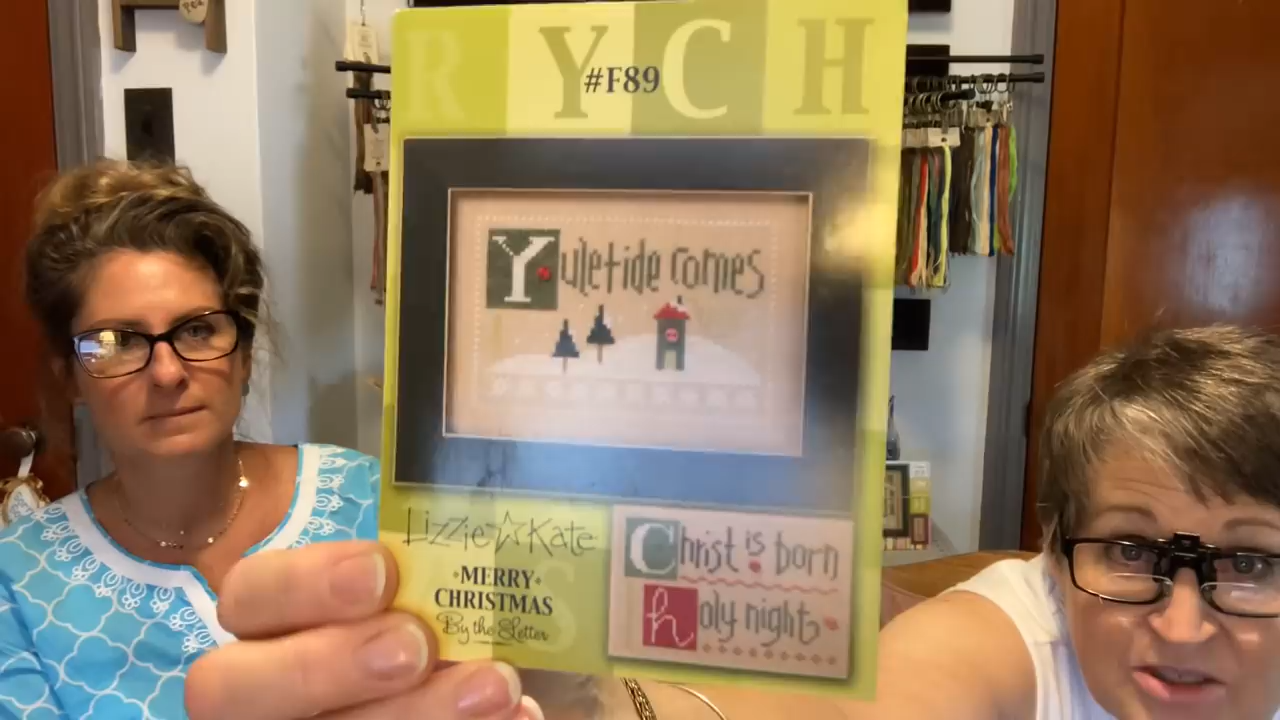 R Y C H
#F89
Yuletide comes
Lizzie Kate
•MERRY•
CHRISTMAS
By the Letter
Christ is born
holy night